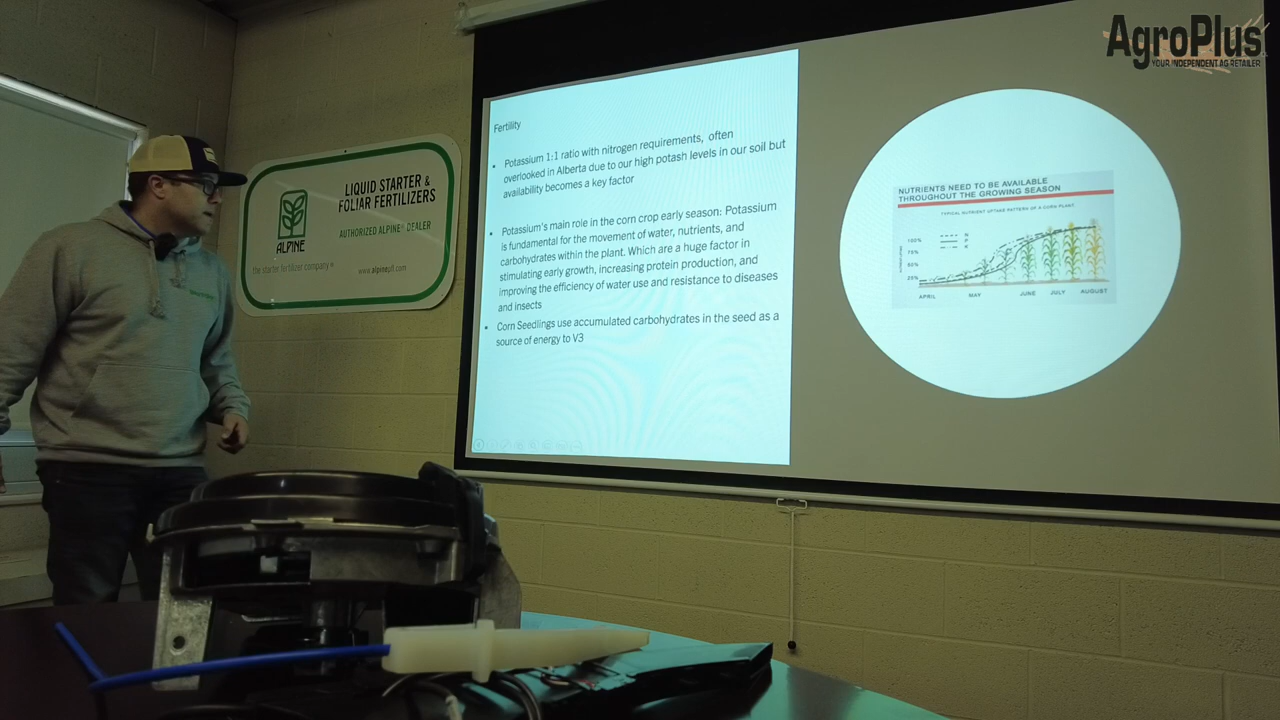 AgroPlus
YOUR INDEPENDENT AG RETAILER
LIQUID STARTER &
FOLIAR FERTILIZERS
AUTHORIZED ALPINE® DEALER
ALPINE
the starter fertilizer company®
www.alpinepfl.com
Fertility
• Potassium 1:1 ratio with nitrogen requirements, often
overlooked in Alberta due to our high potash levels in our soil but
availability becomes a key factor
• Potassium's main role in the corn crop early season: Potassium
is fundamental for the movement of water, nutrients, and
carbohydrates within the plant. Which are a huge factor in
stimulating early growth, increasing protein production, and
improving the efficiency of water use and resistance to diseases
and insects
• Corn Seedlings use accumulated carbohydrates in the seed as a
source of energy to V3
NUTRIENTS NEED TO BE AVAILABLE
THROUGHOUT THE GROWING SEASON
TYPICAL NUTRIENT UPTAKE PATTERN OF A CORN PLANT.
N
P
K
100%
75%
50%
25%
APRIL MAY JUNE JULY AUGUST